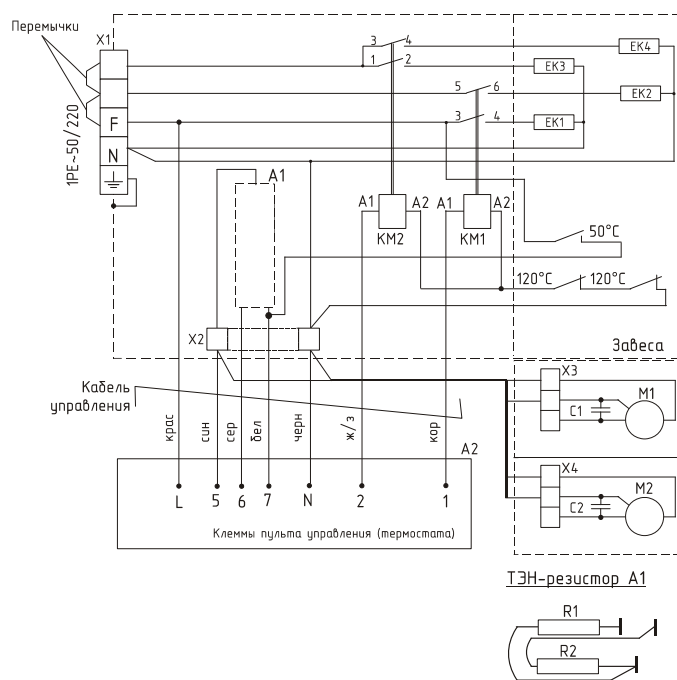 Перемычки
X1
3 4
1 2
EK4
EK3
5 6
EK2
F
3 4
EK1
N
1PE~50/220
A1
A1 A2 A1 A2
KM2 KM1
50°C
120°C 120°C
X2
Завеса
Кабель
управления
крас
син
сер
бел
черн
ж/з
кор
A2
L 5 6 7 N 2 1
Клеммы пульта управления (термостата)
X3
M1
C1
X4
M2
C2
ТЭН-резистор A1
R1
R2